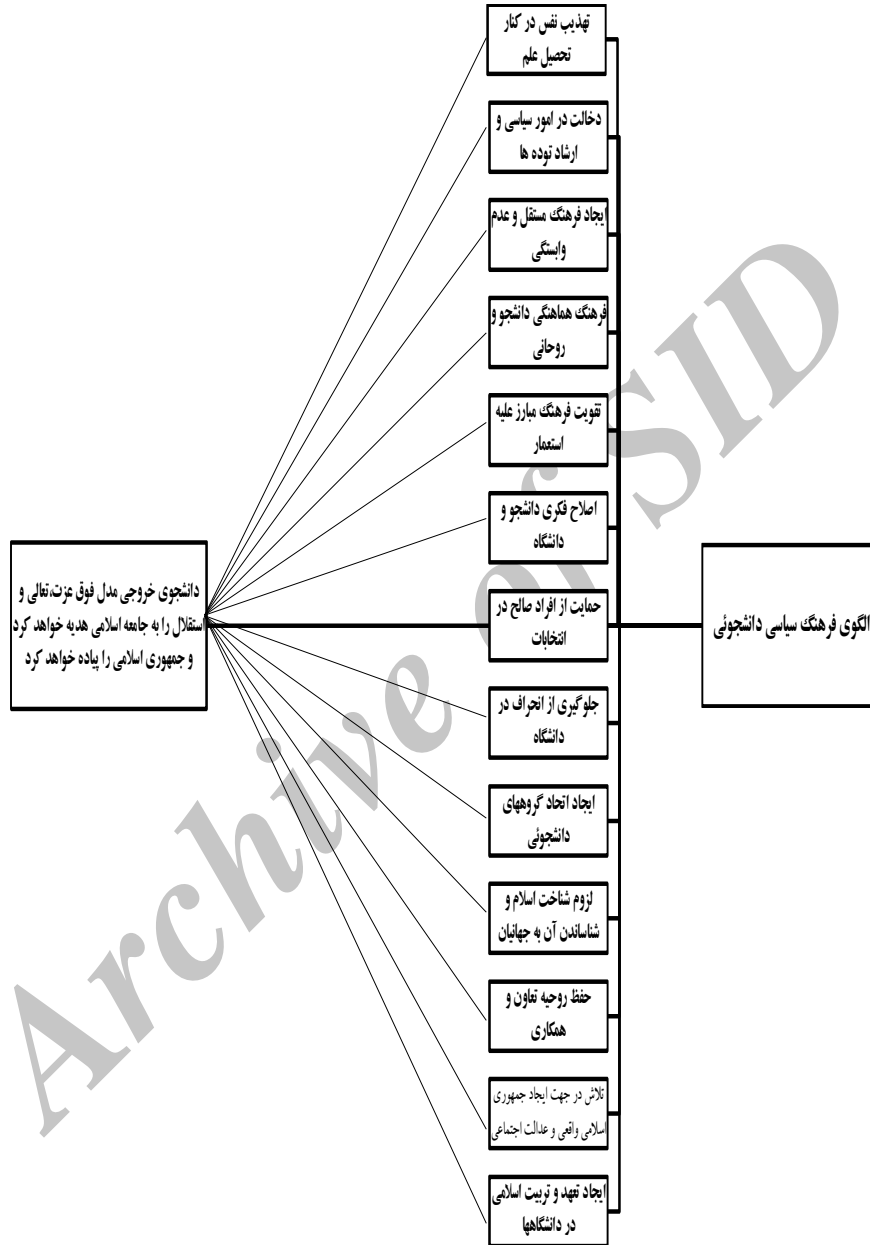 الگوی فرهنگ سیاسی دانشجوئی
تهذیب نفس در کنار
تحصیل علم
دخالت در امور سیاسی و
ارشاد توده ها
ایجاد فرهنگ مستقل و عدم
وابستگی
فرهنگ هماهنگی دانشجو و
روحانی
تقویت فرهنگ مبارز علیه
استعمار
اصلاح فکری دانشجو و
دانشگاه
حمایت از افراد صالح در
انتخابات
جلوگیری از انحراف در
دانشگاه
ایجاد اتحاد گروههای
دانشجوئی
لزوم شناخت اسلام و
شناساندن آن به جهانیان
حفظ روحیه تعاون و
همکاری
تلاش در جهت ایجاد جمهوری
اسلامی واقعی و عدالت اجتماعی
ایجاد تعهد و تربیت اسلامی
در دانشگاهها
دانشجوی خروجی مدل فوق عزت،تعالی و
استقلال را به جامعه اسلامی هدیه خواهد کرد
و جمهوری اسلامی را پیاده خواهد کرد
Archive of SID